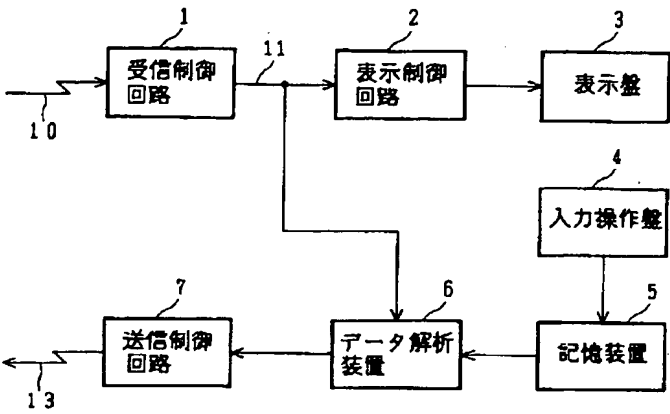 1
受信制御
回路
11
2
表示制御
回路
3
表示盤
10
4
入力操作盤
7
送信制御
回路
6
データ解析
装置
5
記憶装置
13